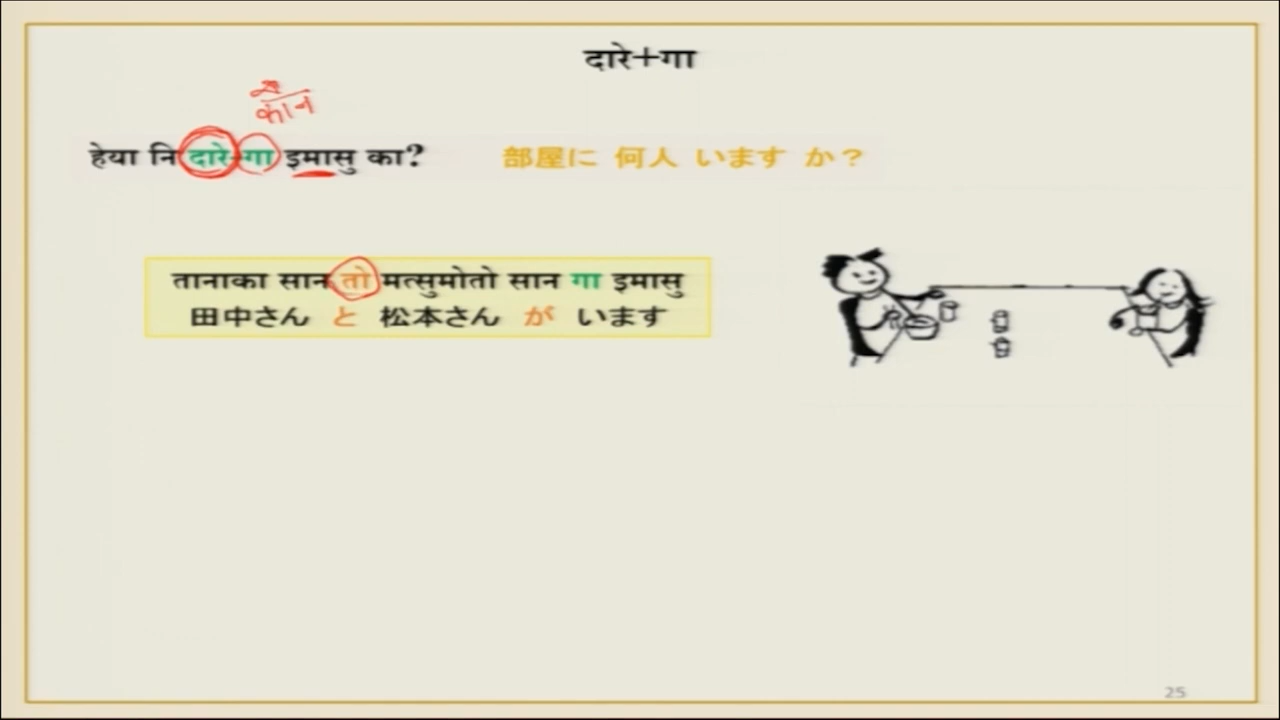 दारे+गा
कौन
हेया नि दारे-गा इमासु का? 部屋に 何人 います か？
तानाका सान तो मत्सुमोतो सान गा इमासु
田中さん と 松本さん が います
25